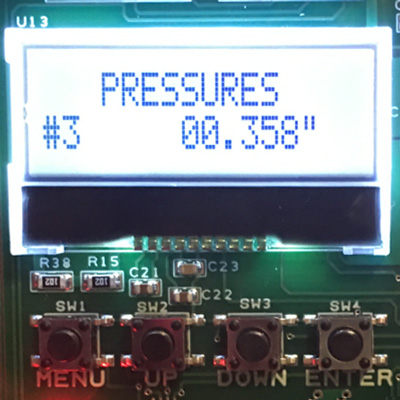 U13
PRESSURES
#3 00.358"
R38 R15 C21 C23
C22
SW1 SW2 SW3 SW4
MENU UP DOWN ENTER